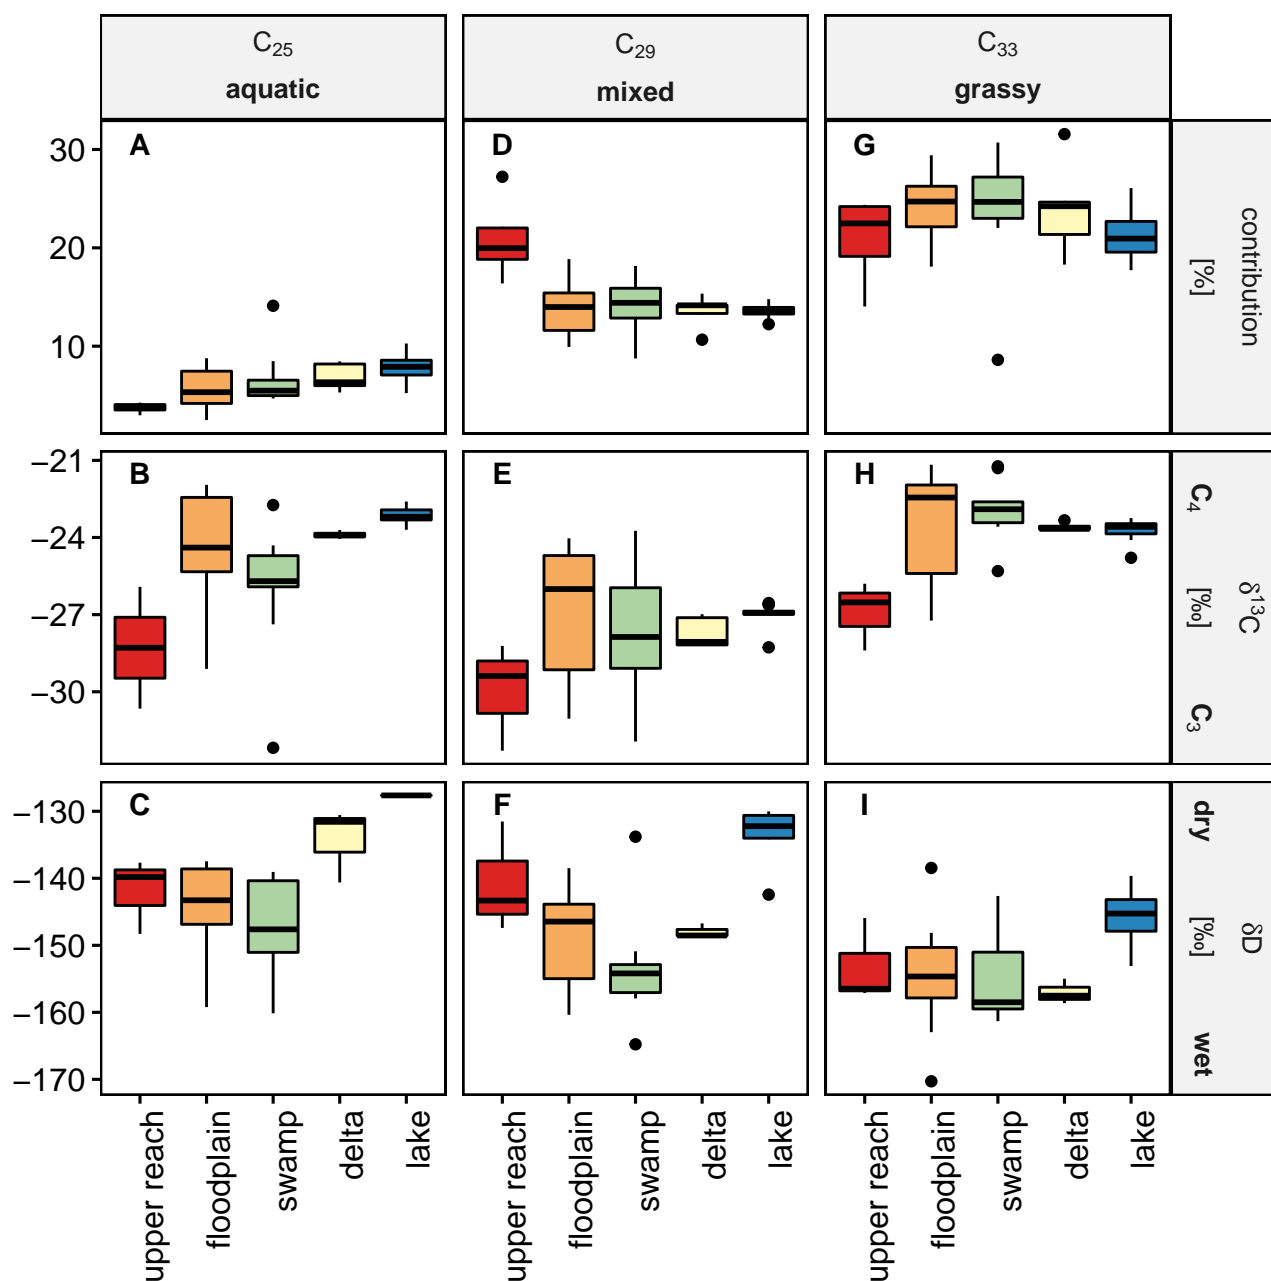 C₂₅
aquatic
C₂₉
mixed
C₃₃
grassy
A
D
G
30
20
10
contribution
[%]
B
E
H
−21
−24
−27
−30
C₄
C₃
[‰]
δ¹³C
C
F
I
−130
−140
−150
−160
−170
dry
wet
[‰]
δD
upper reach
floodplain
swamp
delta
lake
upper reach
floodplain
swamp
delta
lake
upper reach
floodplain
swamp
delta
lake